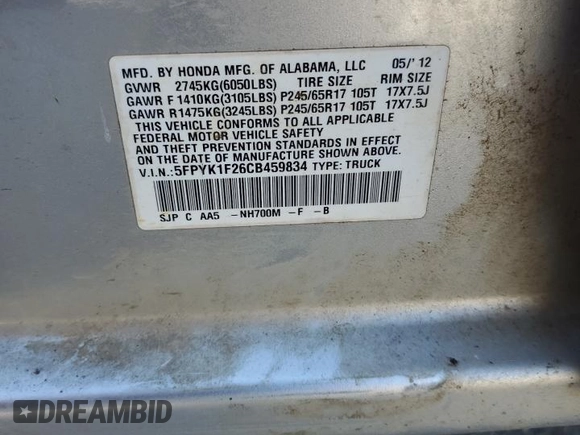 MFD. BY HONDA MFG. OF ALABAMA, LLC 05/'12
GVWR 2745KG(6050LBS) TIRE SIZE RIM SIZE
GAWR F 1410KG(3105LBS) P245/65R17 105T 17X7.5J
GAWR R1475KG(3245LBS) P245/65R17 105T 17X7.5J
THIS VEHICLE CONFORMS TO ALL APPLICABLE
FEDERAL MOTOR VEHICLE SAFETY
AND THEFT PREVENTION STANDARDS IN EFFECT
ON THE DATE OF MANUFACTURE SHOWN ABOVE.
V.I.N.:5FPYK1F26CB459834 TYPE: TRUCK
SJP C AA5 -NH700M -F -B
DREAMBID